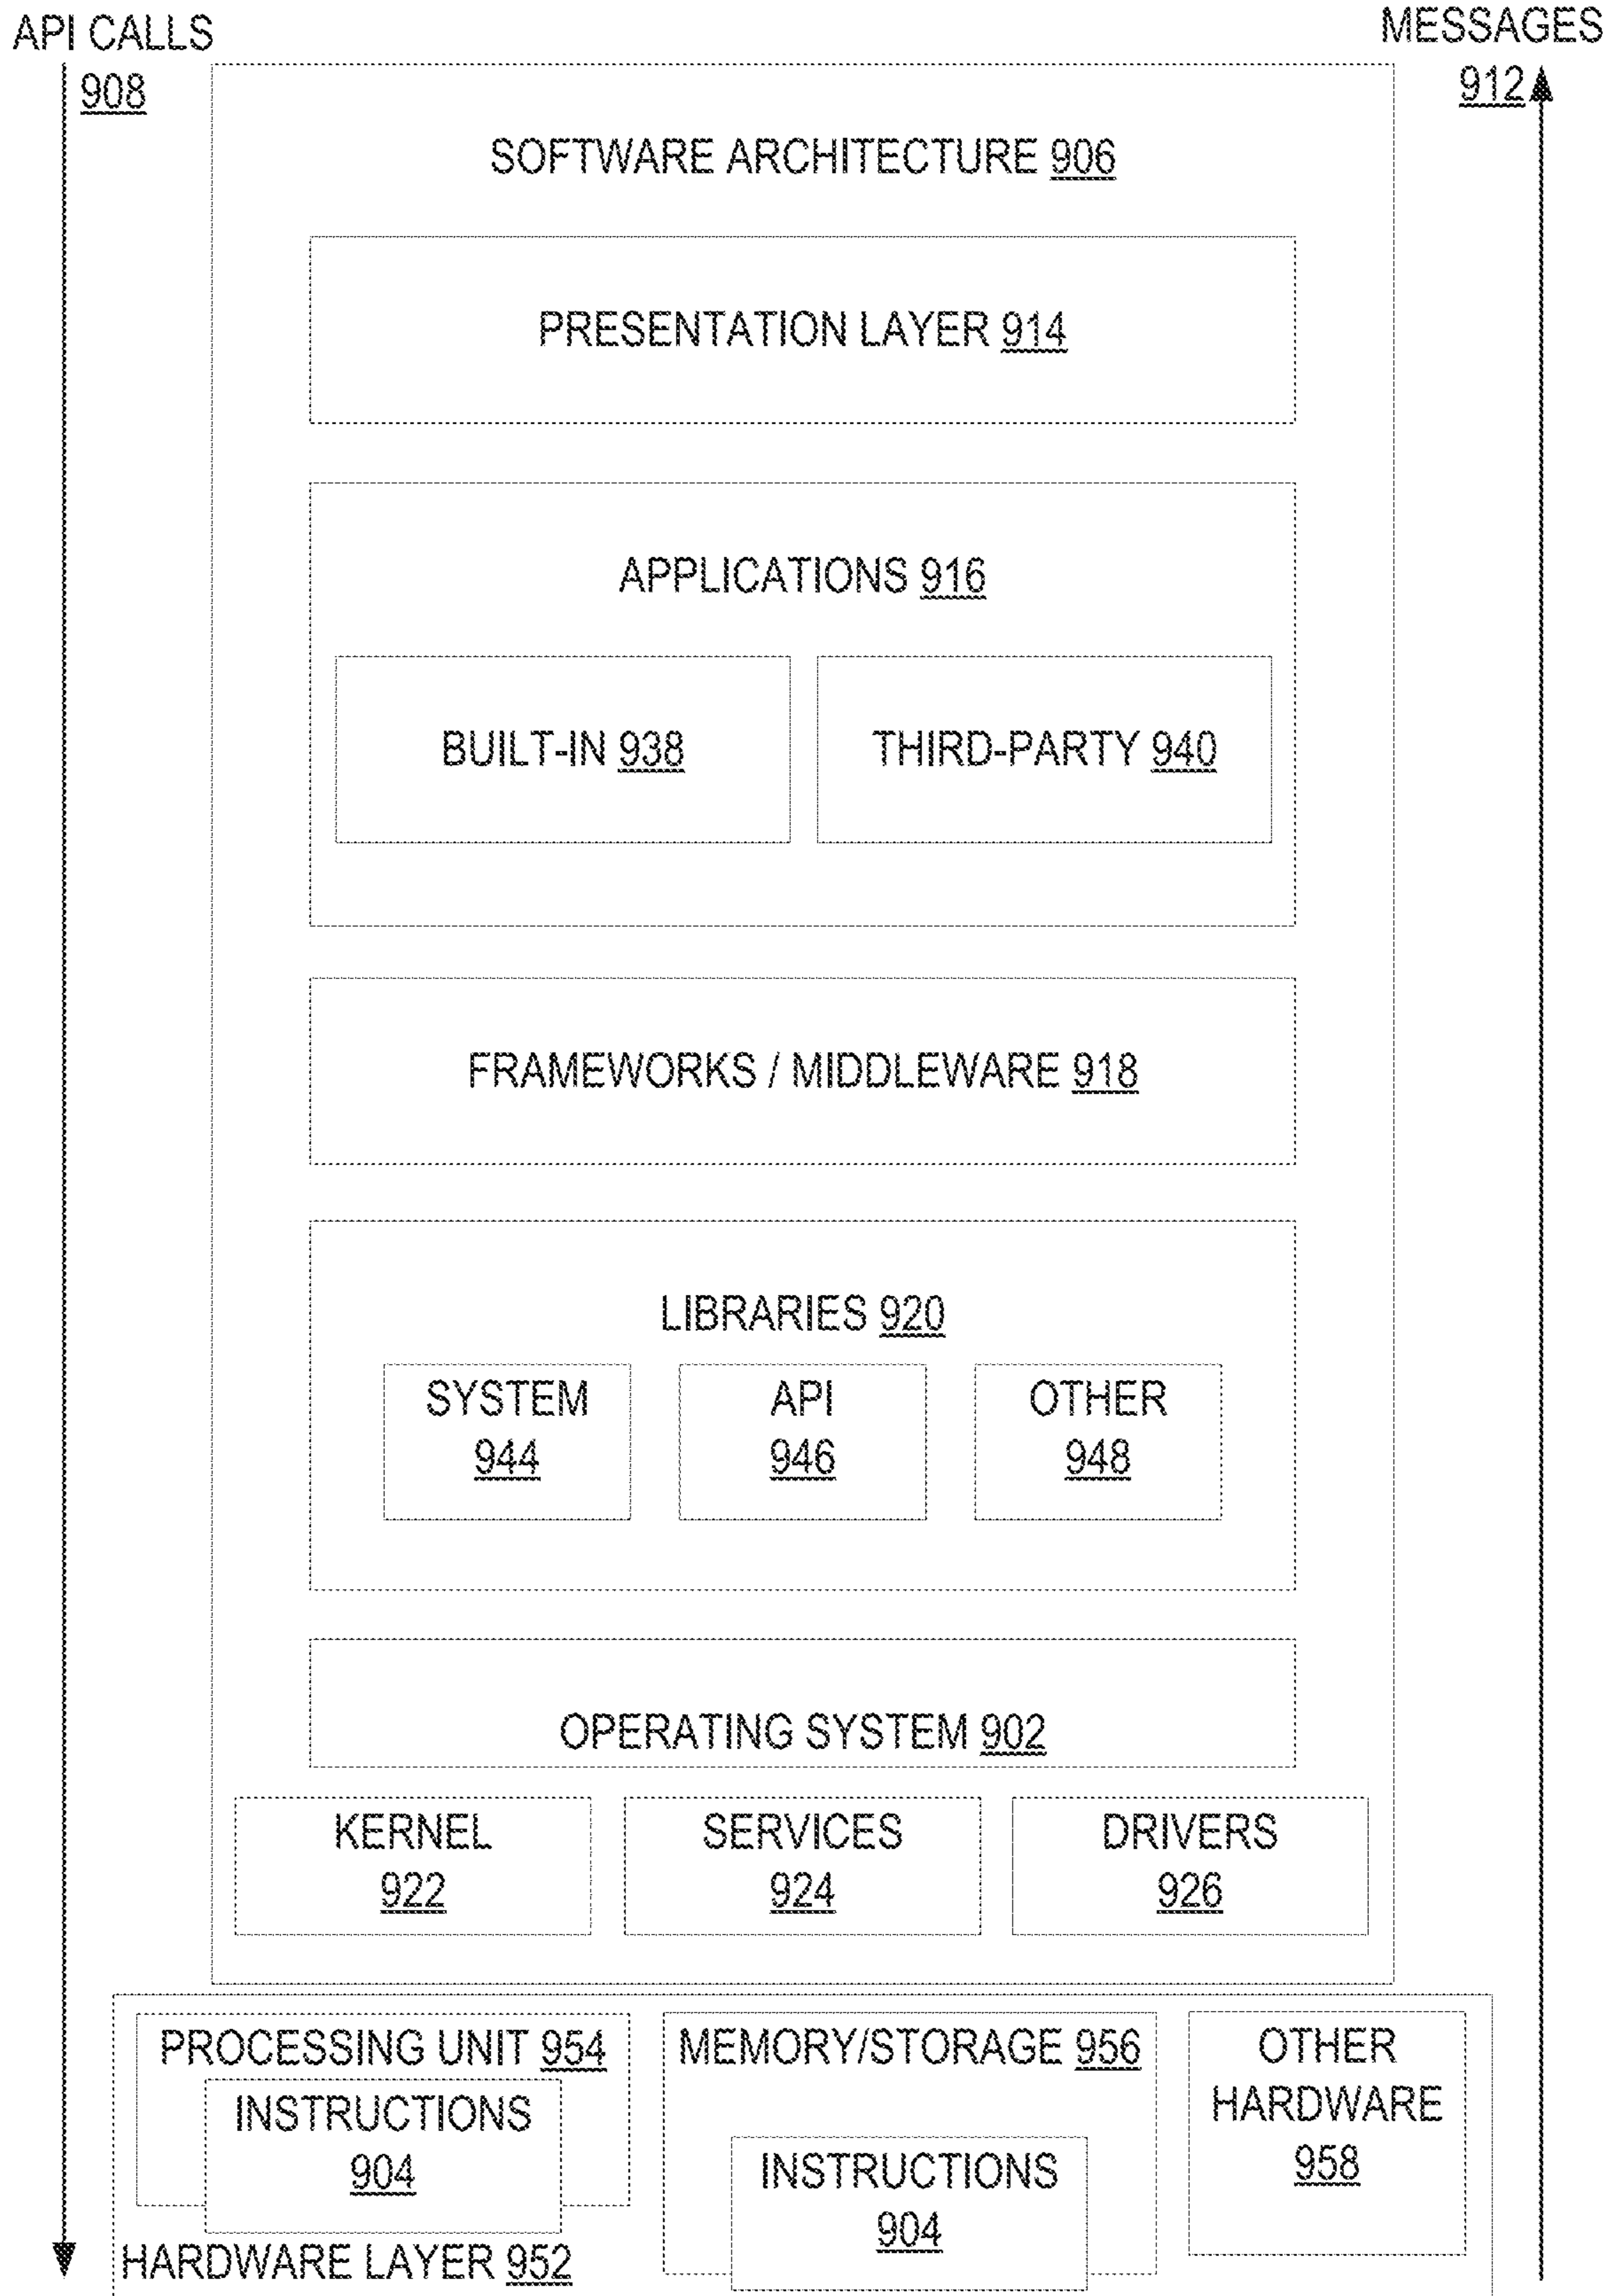 API CALLS
908
MESSAGES
912
SOFTWARE ARCHITECTURE 906
PRESENTATION LAYER 914
APPLICATIONS 916
BUILT-IN 938
THIRD-PARTY 940
FRAMEWORKS / MIDDLEWARE 918
LIBRARIES 920
SYSTEM
944
API
946
OTHER
948
OPERATING SYSTEM 902
KERNEL
922
SERVICES
924
DRIVERS
926
PROCESSING UNIT 954
INSTRUCTIONS
904
MEMORY/STORAGE 956
INSTRUCTIONS
904
OTHER
HARDWARE
958
HARDWARE LAYER 952